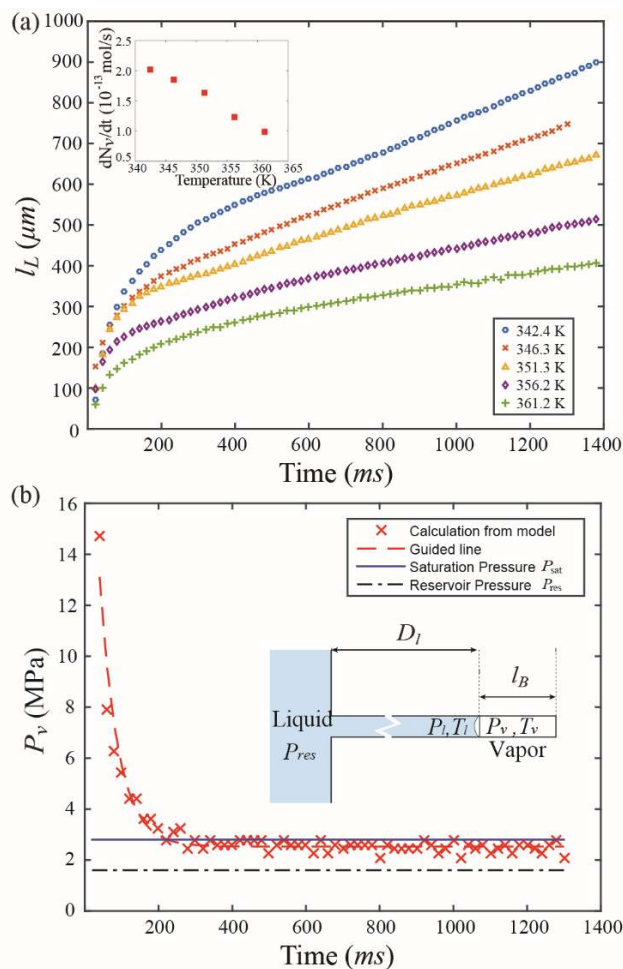 (a)
l_L (μm)
1000
900
800
700
600
500
400
300
200
100
0
dN_v/dt (10^-13 mol/s)
2.5
2.0
1.5
1.0
0.5
340 345 350 355 360 365
Temperature (K)
342.4 K
346.3 K
351.3 K
356.2 K
361.2 K
200 400 600 800 1000 1200 1400
Time (ms)
(b)
P_v (MPa)
16
14
12
10
8
6
4
2
0
Calculation from model
Guided line
Saturation Pressure P_sat
Reservoir Pressure P_res
D_l
l_B
Liquid
P_res
P_l,T_l
P_v ,T_v
Vapor
200 400 600 800 1000 1200 1400
Time (ms)